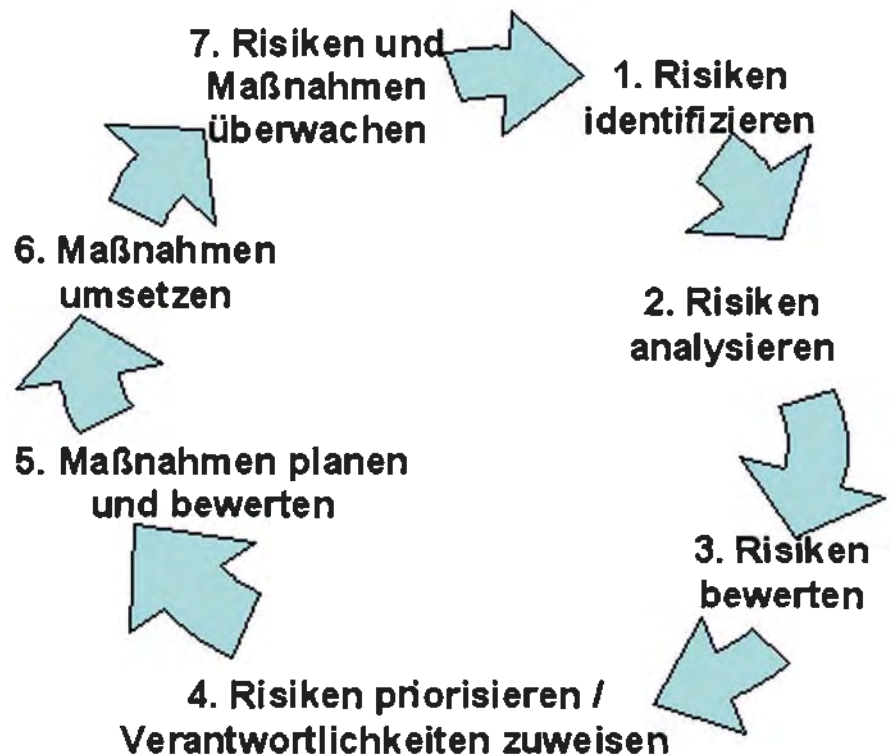 7. Risiken und
Maßnahmen
überwachen
1. Risiken
identifizieren
2. Risiken
analysieren
3. Risiken
bewerten
4. Risiken priorisieren /
Verantwortlichkeiten zuweisen
5. Maßnahmen planen
und bewerten
6. Maßnahmen
umsetzen